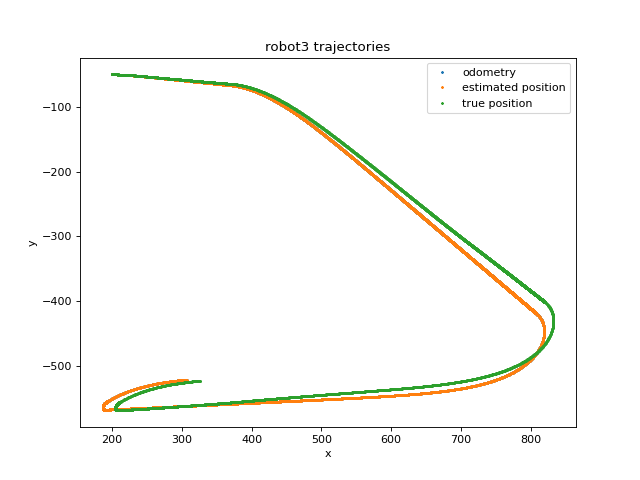 robot3 trajectories
odometry
estimated position
true position
−100
−200
−300
−400
−500
y
200 300 400 500 600 700 800
x